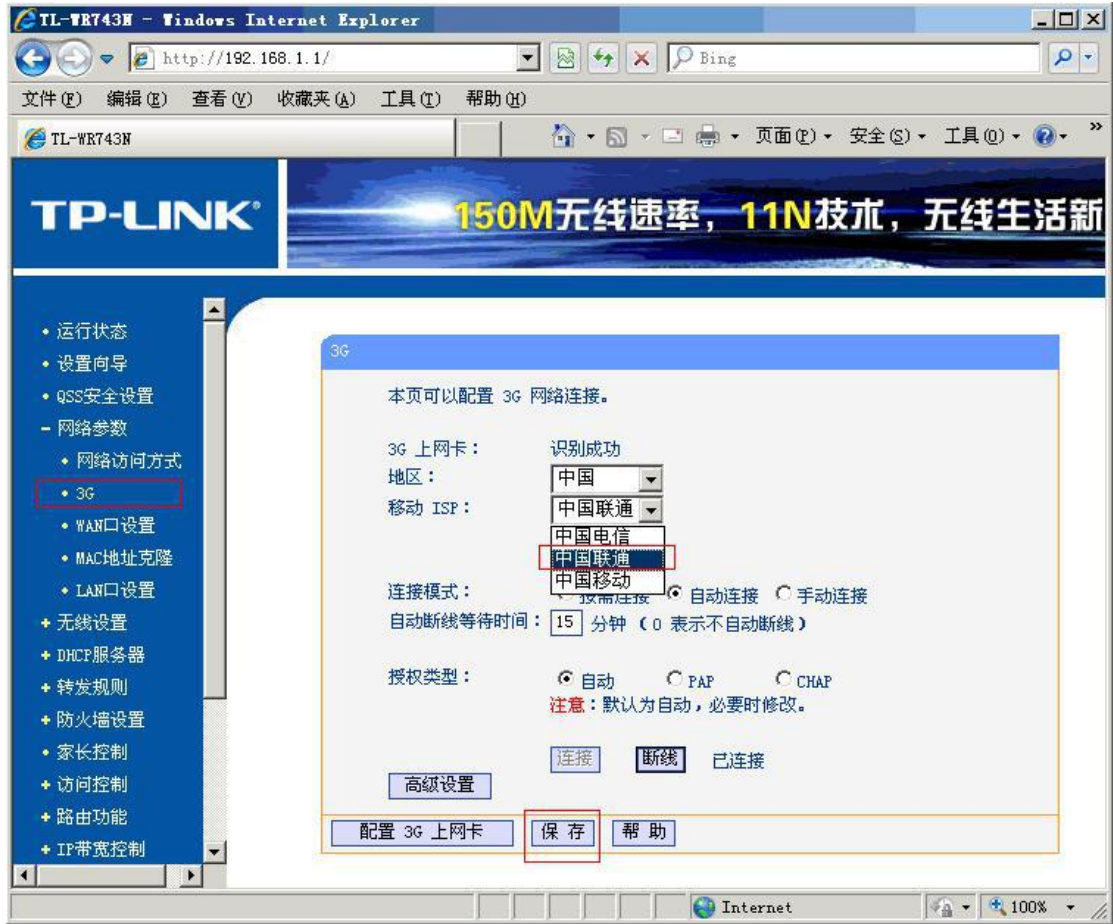 TL-WR743N - Windows Internet Explorer
http://192.168.1.1/
Bing
文件(F) 编辑(E) 查看(V) 收藏夹(A) 工具(T) 帮助(H)
TL-WR743N
页面(P) 安全(S) 工具(O)
TP-LINK®
150M无线速率，11N技术，无线生活新
运行状态
设置向导
QSS安全设置
网络参数
网络访问方式
3G
WAN口设置
MAC地址克隆
LAN口设置
无线设置
DHCP服务器
转发规则
防火墙设置
家长控制
访问控制
路由功能
IP带宽控制
3G
本页可以配置 3G 网络连接。
3G 上网卡： 识别成功
地区： 中国
移动 ISP： 中国联通
中国电信
中国联通
中国移动
连接模式： 按需连接 自动连接 手动连接
自动断线等待时间： 15 分钟（0 表示不自动断线）
授权类型： 自动 PAP CHAP
注意：默认为自动，必要时修改。
连接 断线 已连接
高级设置
配置 3G 上网卡 保存 帮助
Internet 100%